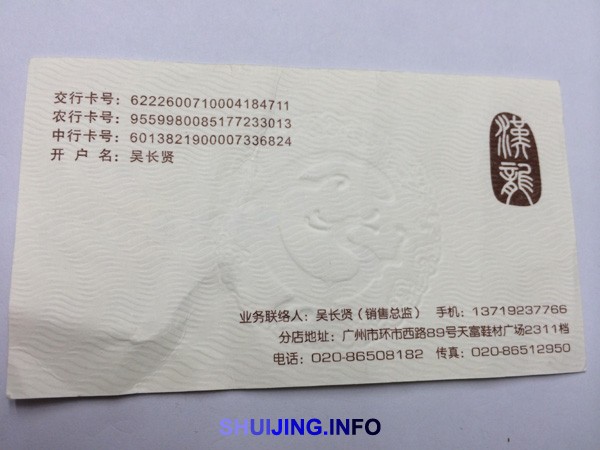 交行卡号：6222600710004184711
农行卡号：9559980085177233013
中行卡号：6013821900007336824
开 户 名：吴长贤
漢龍
业务联络人：吴长贤（销售总监） 手机：13719237766
分店地址：广州市环市西路89号天富鞋材广场2311档
电话：020-86508182 传真：020-86512950
SHUIJING.INFO